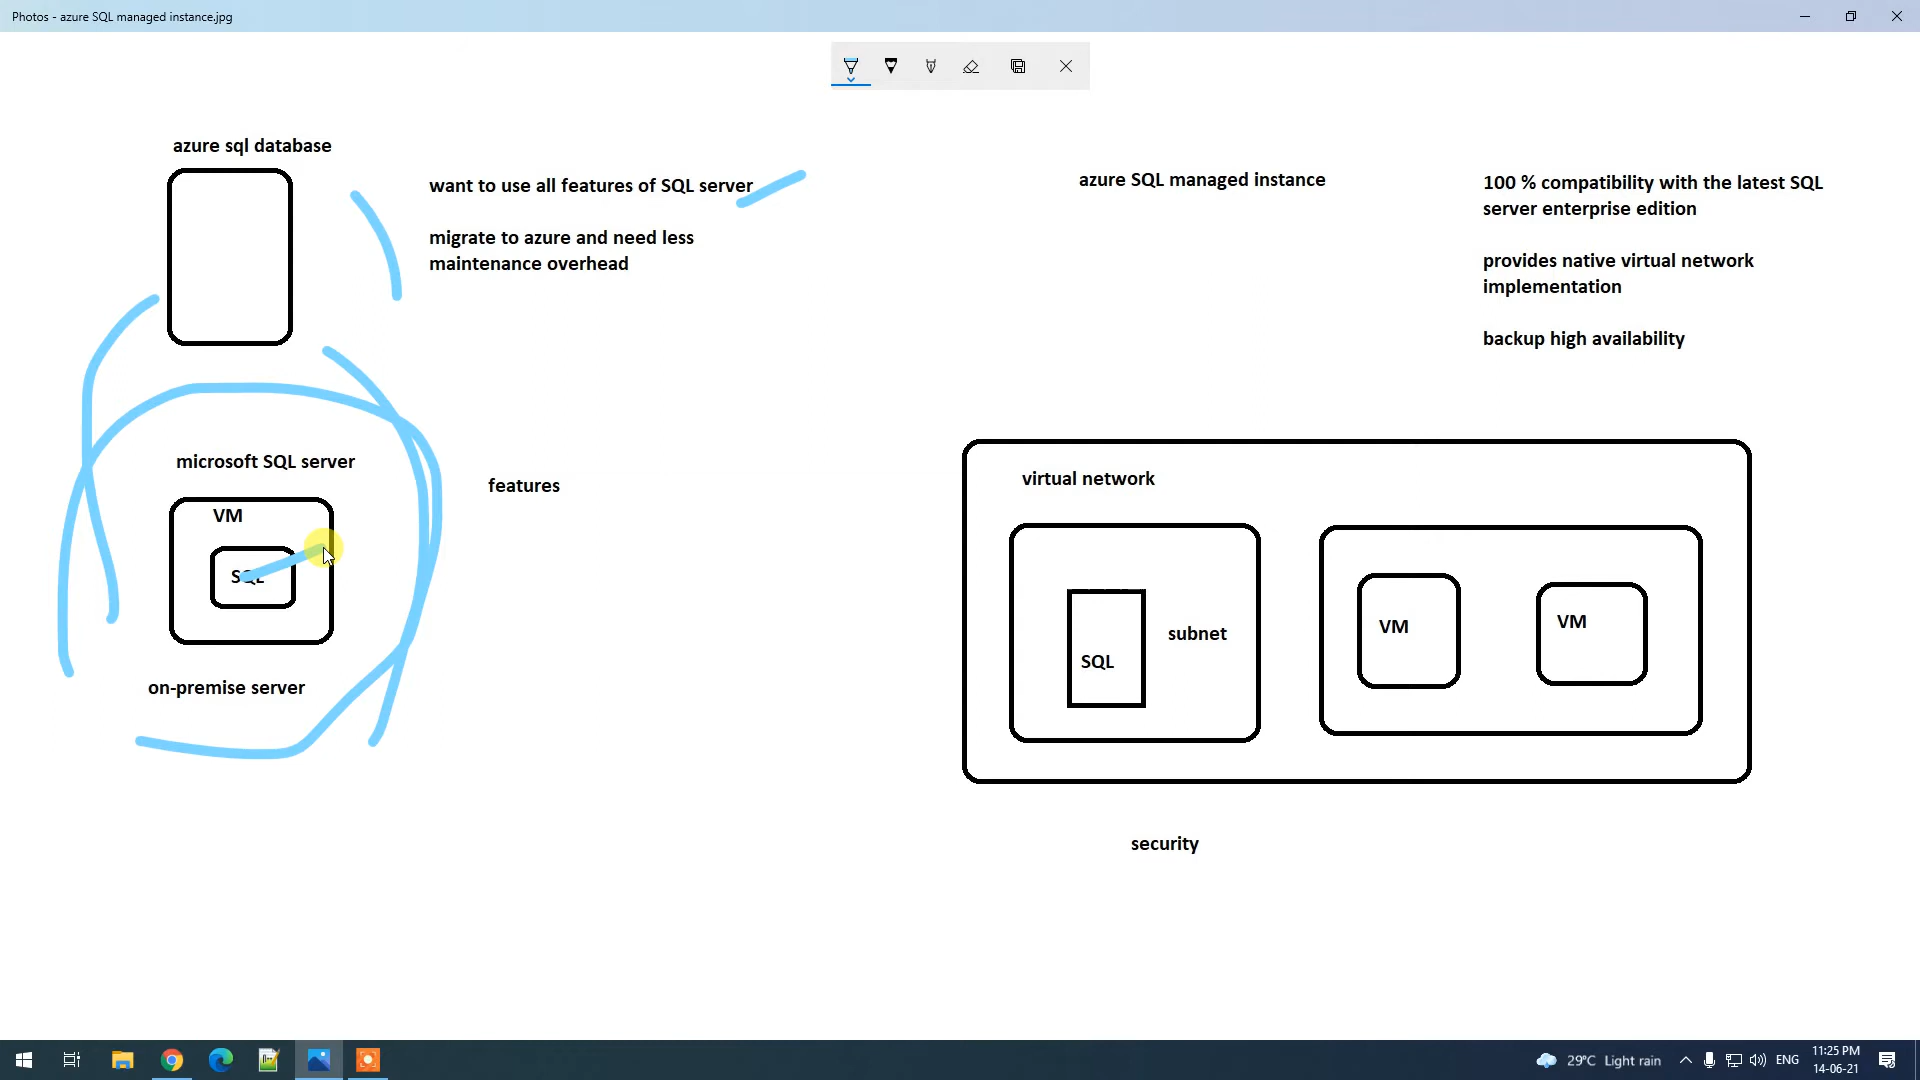 Photos - azure SQL managed instance.jpg
azure sql database
want to use all features of SQL server
migrate to azure and need less
maintenance overhead
azure SQL managed instance
100 % compatibility with the latest SQL
server enterprise edition
provides native virtual network
implementation
backup high availability
microsoft SQL server
VM
SQL
features
on-premise server
virtual network
SQL
subnet
VM
VM
security
29°C Light rain
ENG
11:25 PM
14-06-21